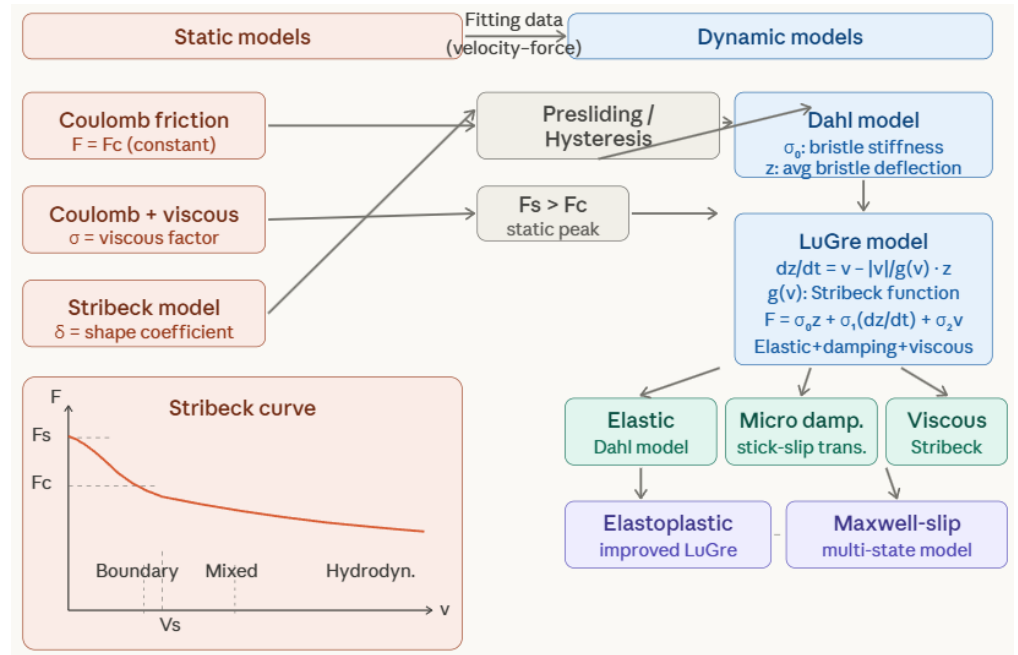 Static models
Fitting data
(velocity–force)
Dynamic models
Coulomb friction
F = Fc (constant)
Presliding /
Hysteresis
Dahl model
σ₀: bristle stiffness
z: avg bristle deflection
Coulomb + viscous
σ = viscous factor
Fs > Fc
static peak
LuGre model
dz/dt = v – |v|/g(v) · z
g(v): Stribeck function
F = σ₀z + σ₁(dz/dt) + σ₂v
Elastic+damping+viscous
Stribeck model
δ = shape coefficient
Elastic
Dahl model
Micro damp.
stick-slip trans.
Viscous
Stribeck
Elastoplastic
improved LuGre
Maxwell-slip
multi-state model
Stribeck curve
F
Fs
Fc
Boundary
Mixed
Hydrodyn.
v
Vs